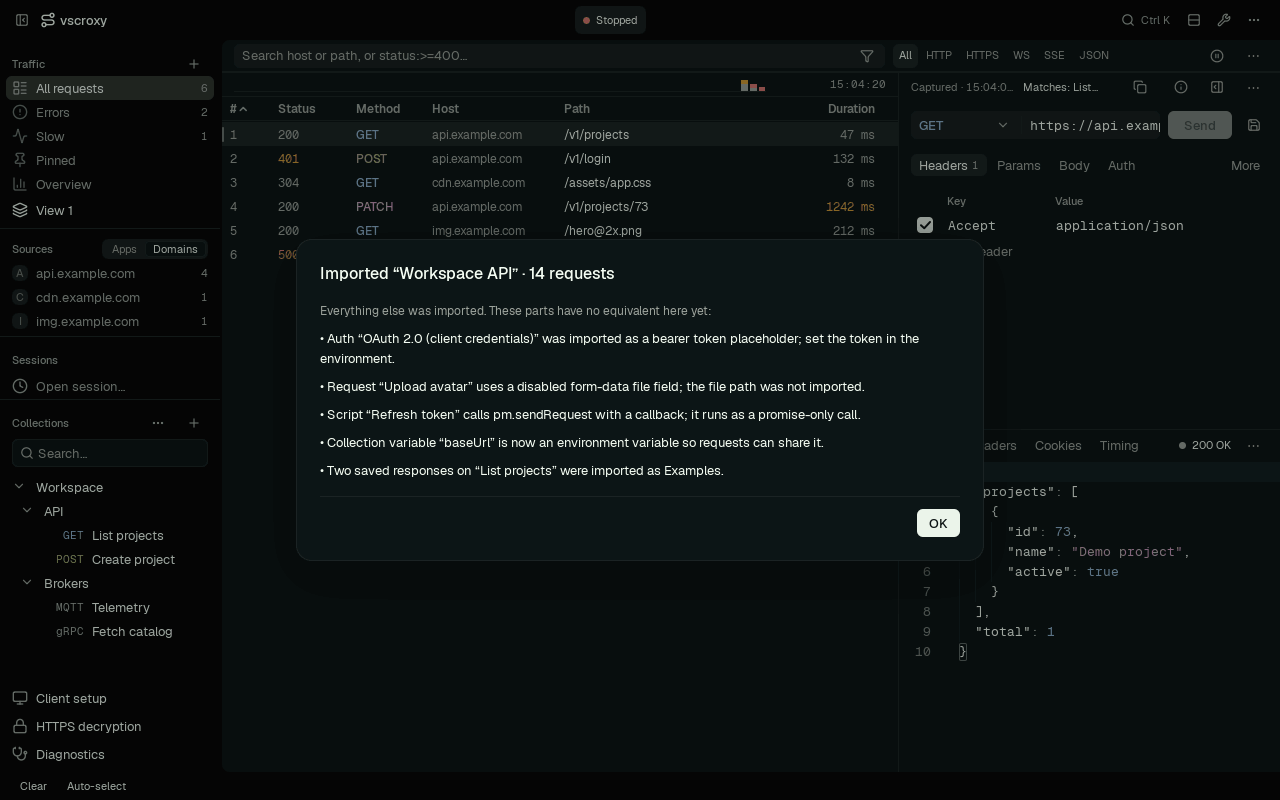 vscroxy
Stopped
Ctrl K
Traffic
All requests 6
Errors 2
Slow 1
Pinned
Overview
View 1
Sources Apps Domains
A api.example.com 4
C cdn.example.com 1
I img.example.com 1
Sessions
Open session…
Collections
Search…
Workspace
API
GET List projects
POST Create project
Brokers
MQTT Telemetry
gRPC Fetch catalog
Client setup
HTTPS decryption
Diagnostics
Clear Auto-select
Search host or path, or status:>=400…
All HTTP HTTPS WS SSE JSON
15:04:20
# Status Method Host Path Duration
1 200 GET api.example.com /v1/projects 47 ms
2 401 POST api.example.com /v1/login 132 ms
3 304 GET cdn.example.com /assets/app.css 8 ms
4 200 PATCH api.example.com /v1/projects/73 1242 ms
5 200 GET img.example.com /hero@2x.png 212 ms
6 500
Captured · 15:04:0… Matches: List…
GET https://api.examp Send
Headers 1 Params Body Auth More
Key Value
Accept application/json
eader
Imported “Workspace API” · 14 requests
Everything else was imported. These parts have no equivalent here yet:
• Auth “OAuth 2.0 (client credentials)” was imported as a bearer token placeholder; set the token in the
environment.
• Request “Upload avatar” uses a disabled form-data file field; the file path was not imported.
• Script “Refresh token” calls pm.sendRequest with a callback; it runs as a promise-only call.
• Collection variable “baseUrl” is now an environment variable so requests can share it.
• Two saved responses on “List projects” were imported as Examples.
OK
aders Cookies Timing 200 OK
projects": [
{
"id": 73,
"name": "Demo project",
6 "active": true
7 }
8 ],
9 "total": 1
10 }